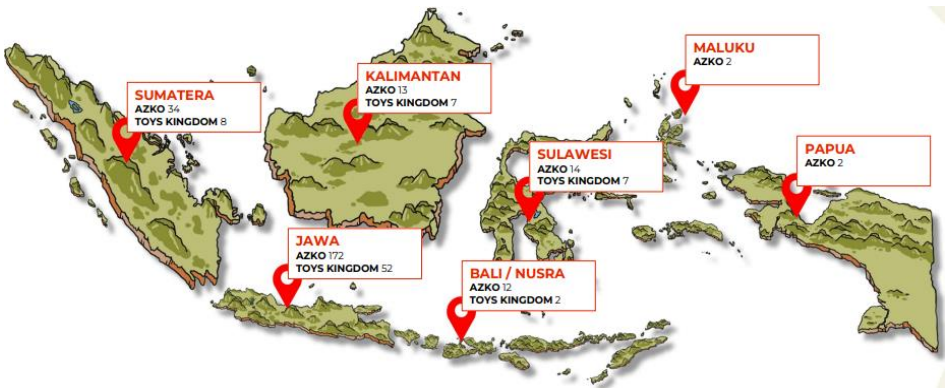 SUMATERA
AZKO 34
TOYS KINGDOM 8
KALIMANTAN
AZKO 13
TOYS KINGDOM 7
MALUKU
AZKO 2
SULAWESI
AZKO 14
TOYS KINGDOM 7
PAPUA
AZKO 2
JAWA
AZKO 172
TOYS KINGDOM 52
BALI / NUSRA
AZKO 12
TOYS KINGDOM 2